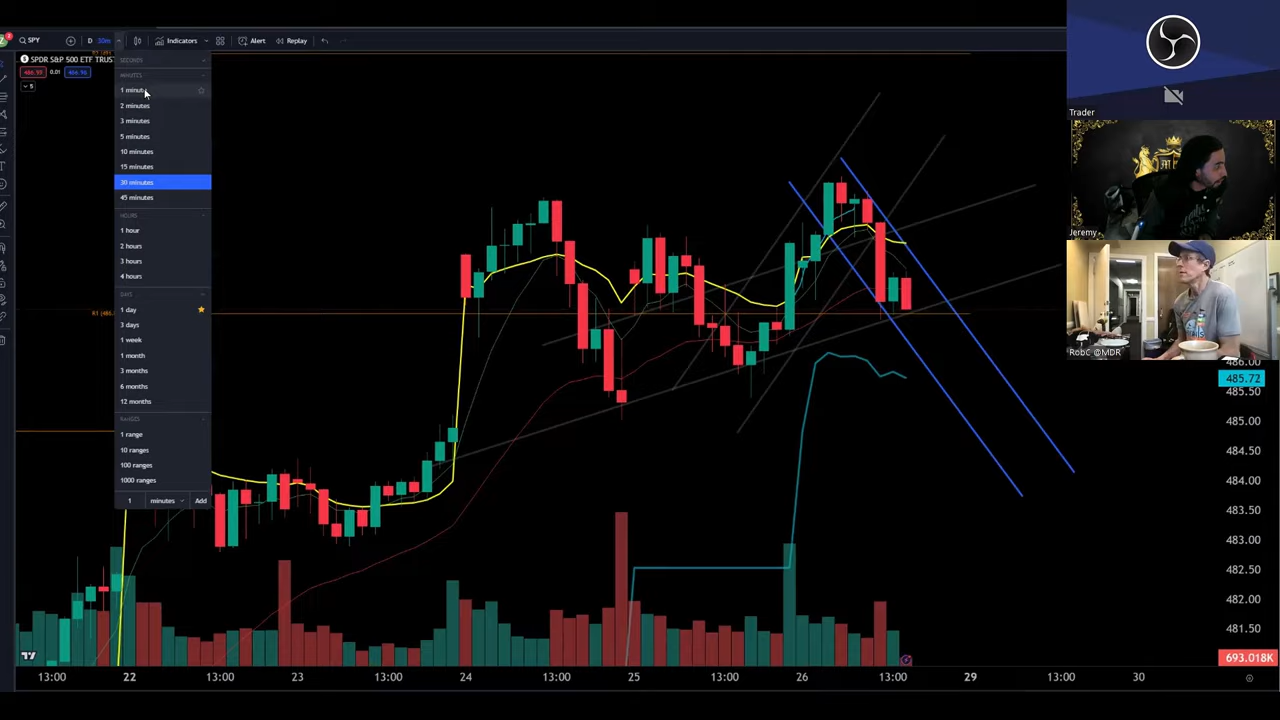 SPY
D 30m
Indicators
Alert
Replay
SPDR S&P 500 ETF TRUST
0.01
5
SECONDS
MINUTES
1 minute
2 minutes
3 minutes
5 minutes
10 minutes
15 minutes
30 minutes
45 minutes
HOURS
1 hour
2 hours
3 hours
4 hours
DAYS
1 day
3 days
1 week
1 month
3 months
6 months
12 months
RANGES
1 range
10 ranges
100 ranges
1000 ranges
1 minutes Add
Trader
Jeremy
RobC @MDR
486.00
485.72
485.50
485.00
484.50
484.00
483.50
483.00
482.50
482.00
481.50
693.018K
13:00 22 13:00 23 13:00 24 13:00 25 13:00 26 13:00 29 13:00 30